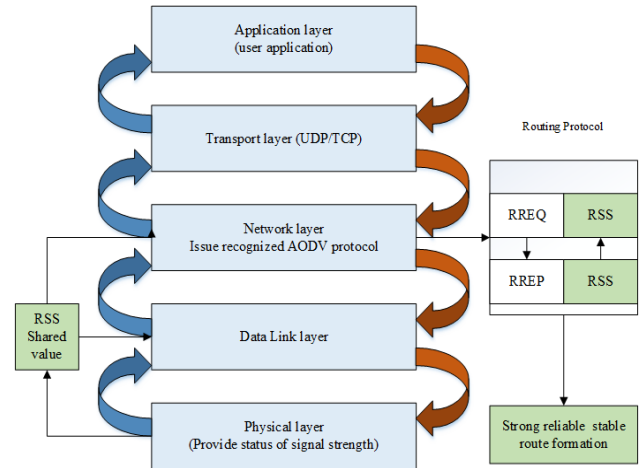 Application layer
(user application)
Transport layer (UDP/TCP)
Routing Protocol
Network layer
Issue recognized AODV protocol
RREQ
RSS
RREP
RSS
RSS
Shared
value
Data Link layer
Physical layer
(Provide status of signal strength)
Strong reliable stable
route formation